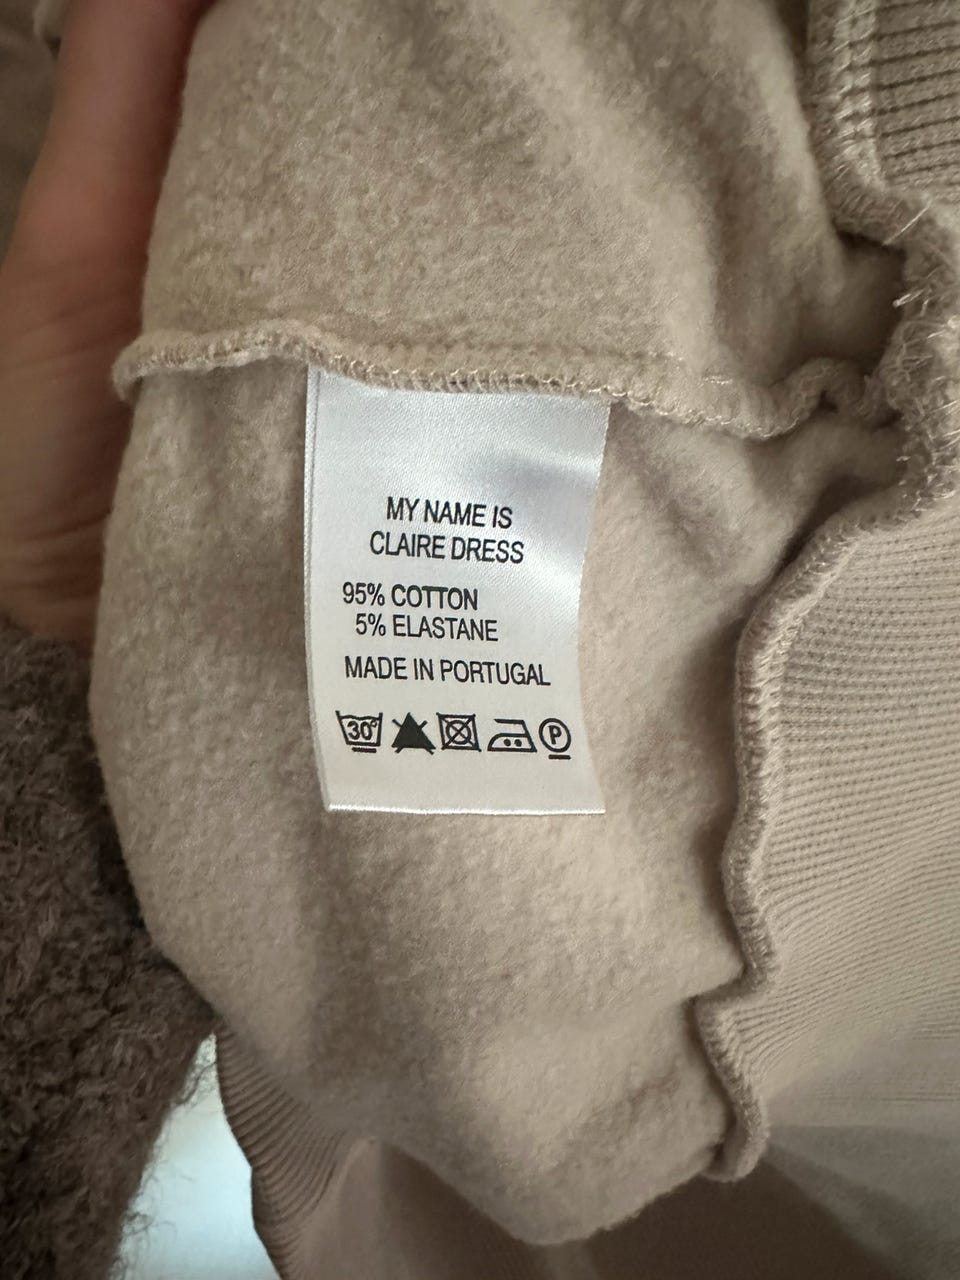 MY NAME IS
CLAIRE DRESS
95% COTTON
5% ELASTANE
MADE IN PORTUGAL
30°
P